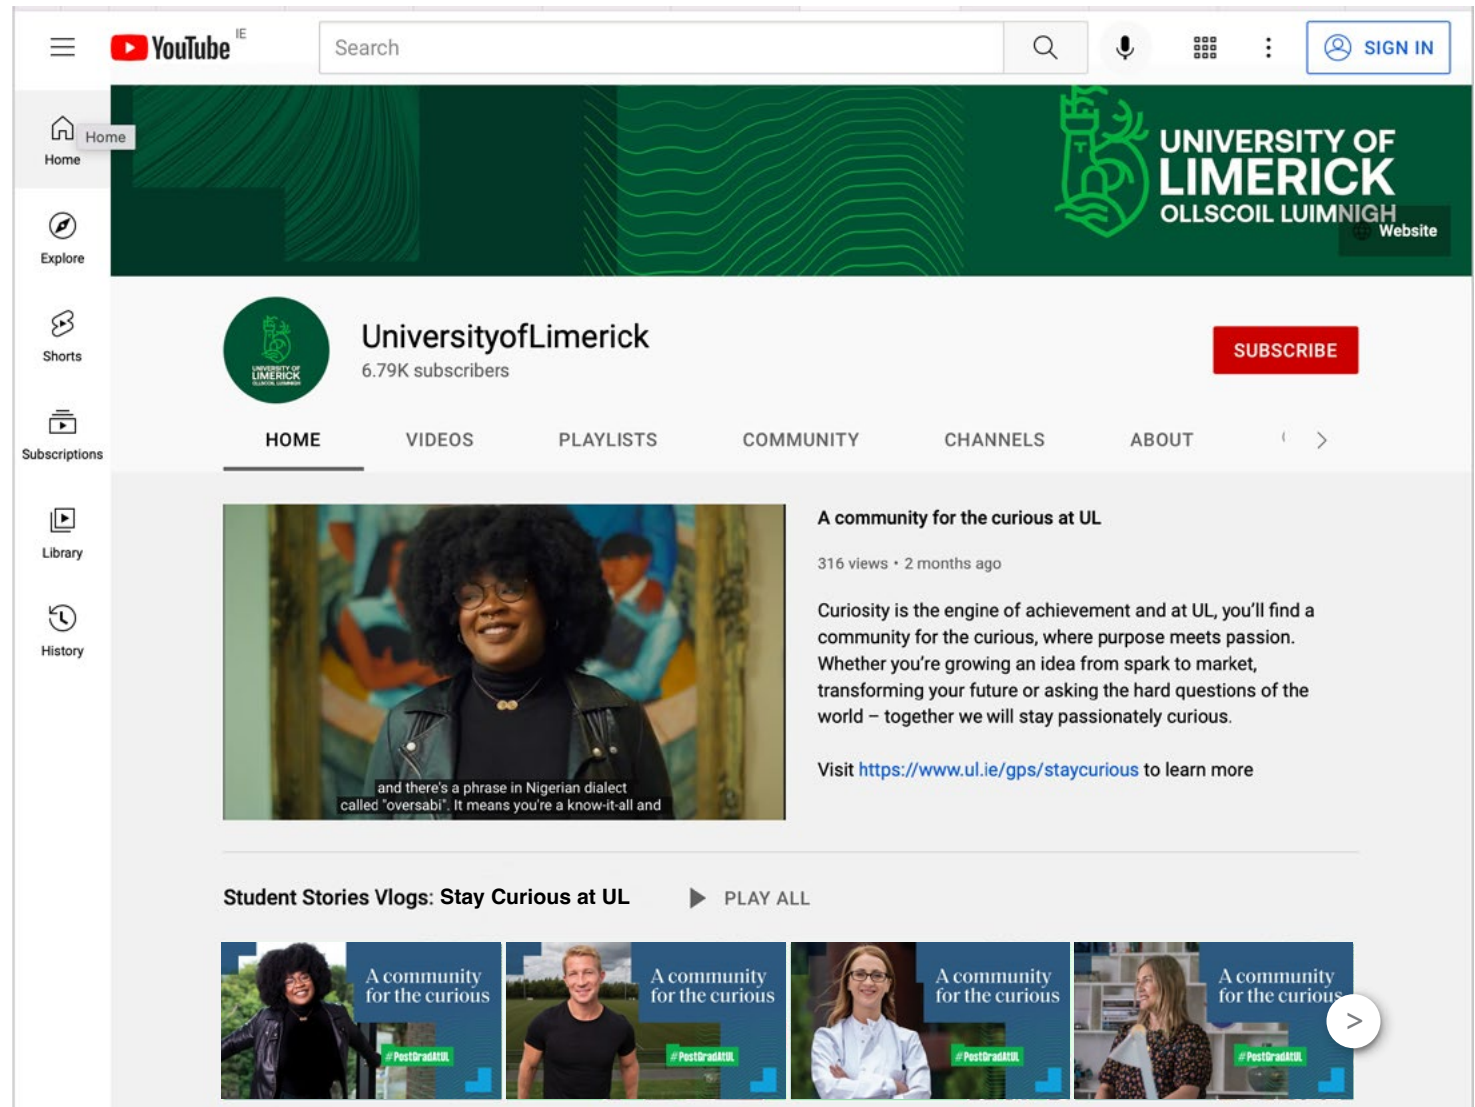 YouTube IE
Search
SIGN IN
Home
Home
Explore
Shorts
Subscriptions
Library
History
UNIVERSITY OF
LIMERICK
OLLSCOIL LUIMNIGH
Website
UNIVERSITY OF
LIMERICK
OLLSCOIL LUIMNIGH
UniversityofLimerick
6.79K subscribers
SUBSCRIBE
HOME VIDEOS PLAYLISTS COMMUNITY CHANNELS ABOUT
and there's a phrase in Nigerian dialect
called "oversabi". It means you're a know-it-all and
A community for the curious at UL
316 views • 2 months ago
Curiosity is the engine of achievement and at UL, you'll find a
community for the curious, where purpose meets passion.
Whether you're growing an idea from spark to market,
transforming your future or asking the hard questions of the
world – together we will stay passionately curious.
Visit https://www.ul.ie/gps/staycurious to learn more
Student Stories Vlogs: Stay Curious at UL
PLAY ALL
A community
for the curious
#PostGradAtUL
A community
for the curious
#PostGradAtUL
A community
for the curious
#PostGradAtUL
A community
for the curious
#PostGradAtUL